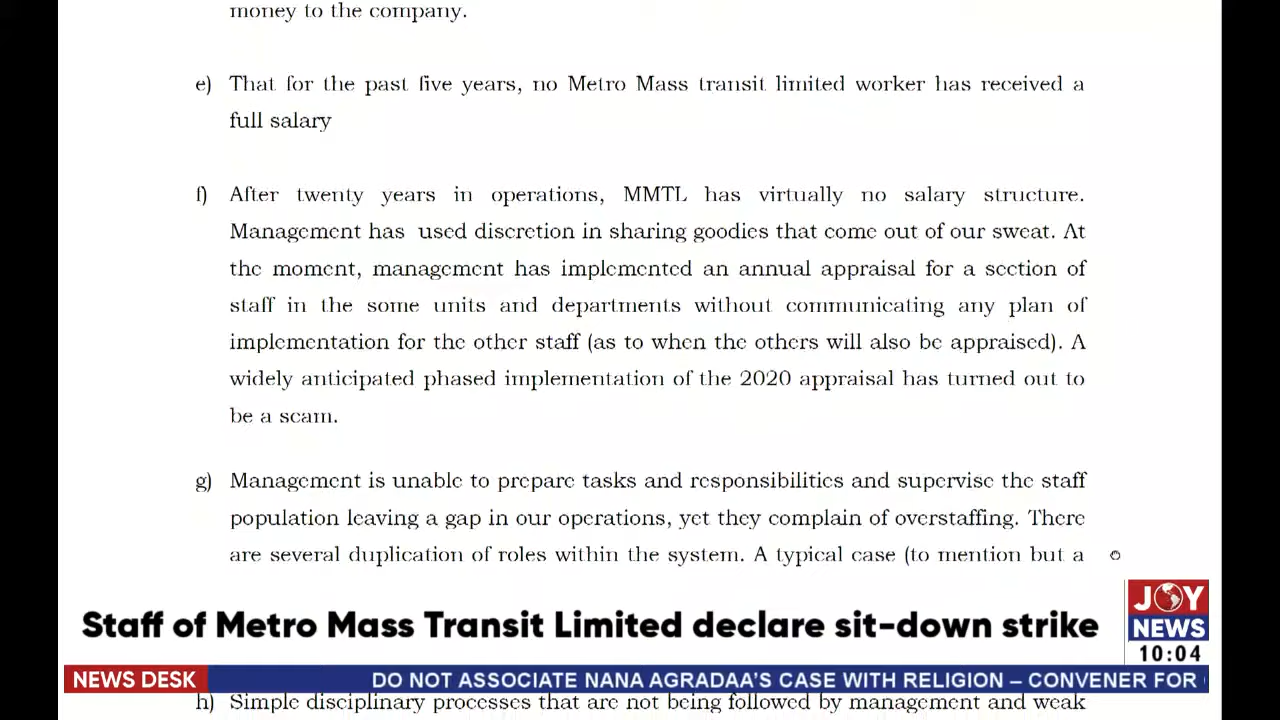 money to the company.
e) That for the past five years, no Metro Mass transit limited worker has received a
full salary
f) After twenty years in operations, MMTL has virtually no salary structure.
Management has used discretion in sharing goodies that come out of our sweat. At
the moment, management has implemented an annual appraisal for a section of
staff in the some units and departments without communicating any plan of
implementation for the other staff (as to when the others will also be appraised). A
widely anticipated phased implementation of the 2020 appraisal has turned out to
be a scam.
g) Management is unable to prepare tasks and responsibilities and supervise the staff
population leaving a gap in our operations, yet they complain of overstaffing. There
are several duplication of roles within the system. A typical case (to mention but a
Staff of Metro Mass Transit Limited declare sit-down strike
JOY
NEWS
10:04
NEWS DESK
DO NOT ASSOCIATE NANA AGRADAA'S CASE WITH RELIGION – CONVENER FOR
h) Simple disciplinary processes that are not being followed by management and weak